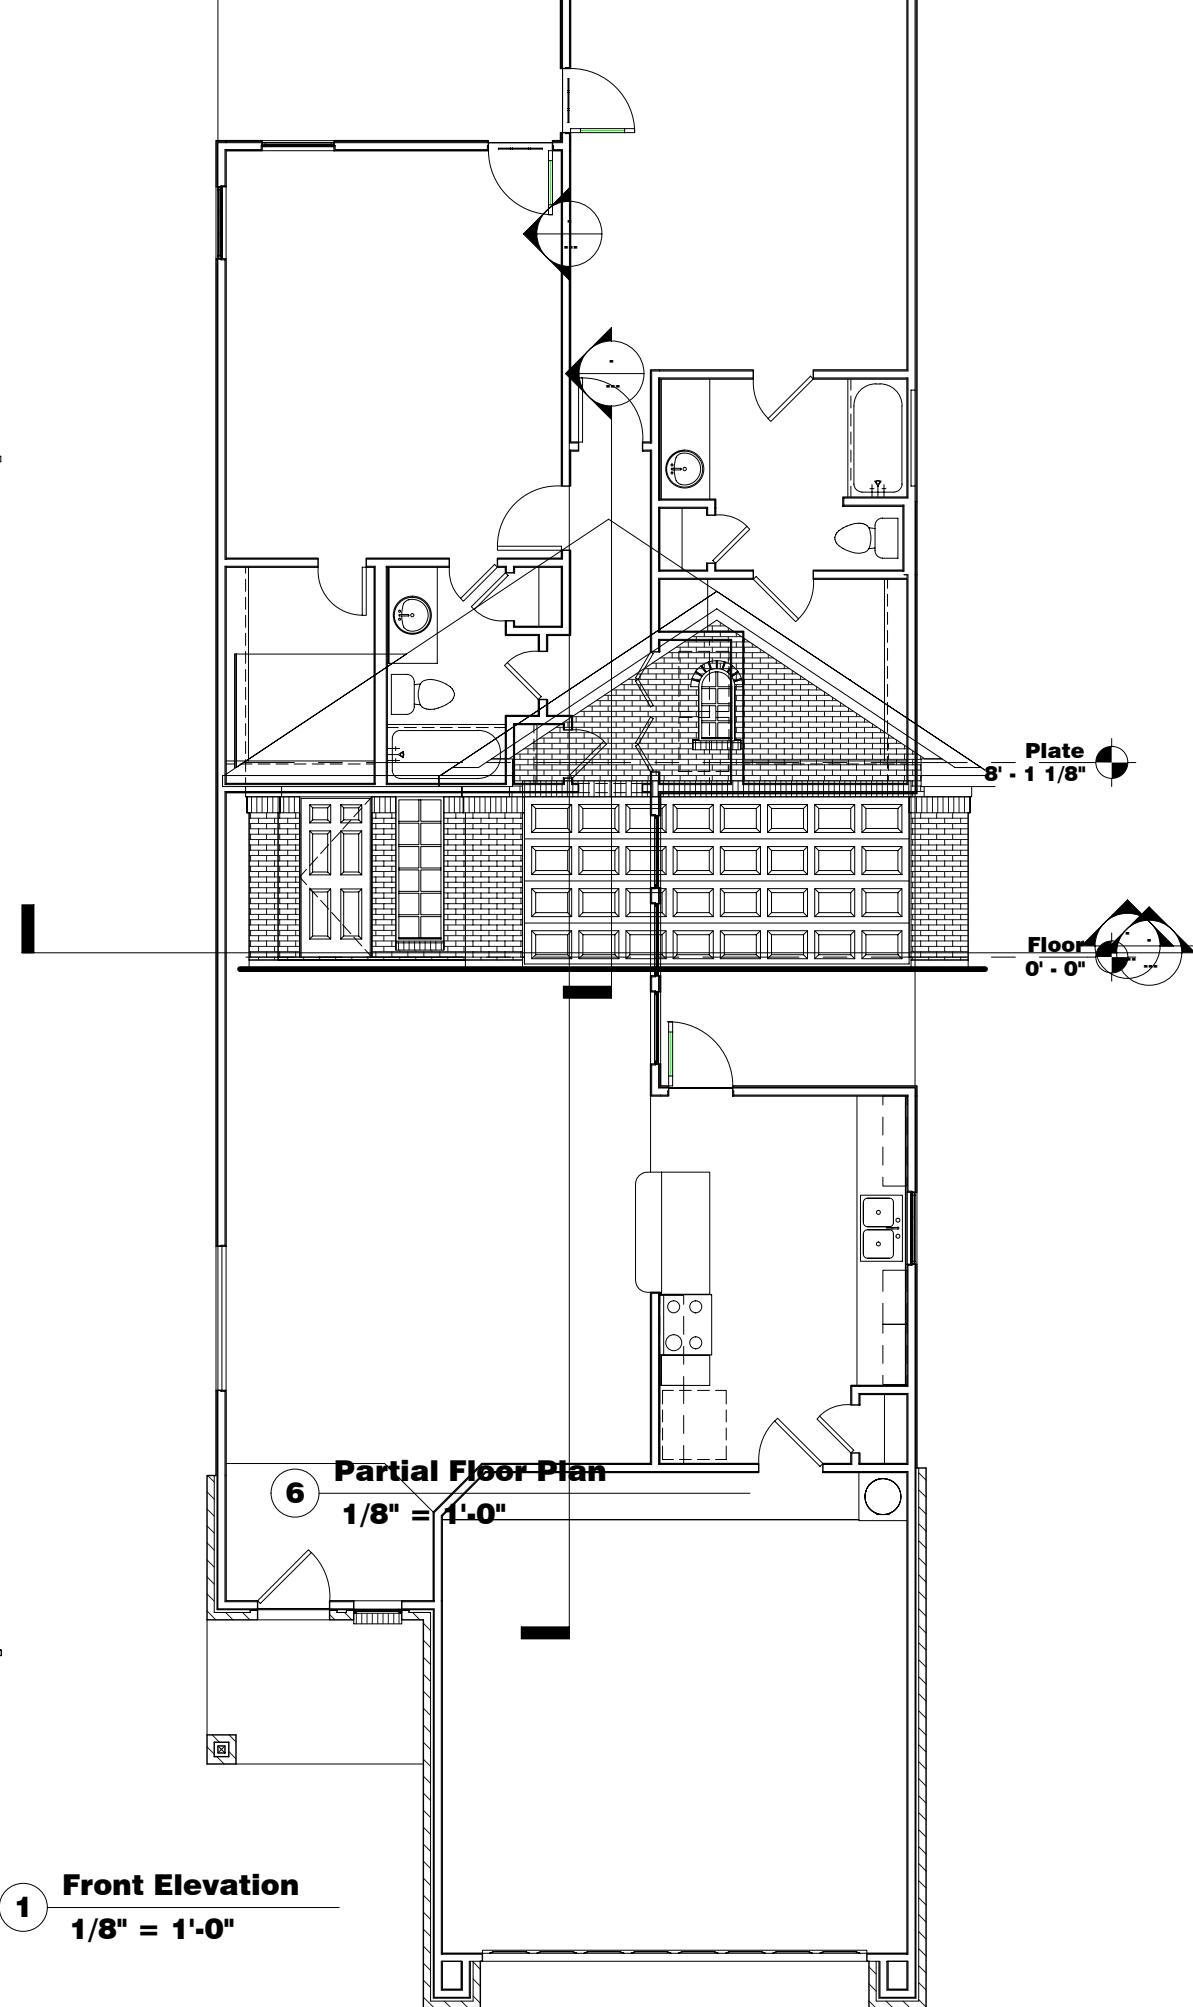 Plate
8' - 1 1/8"
Floor
0' - 0"
6
Partial Floor Plan
1/8" = 1'-0"
1
Front Elevation
1/8" = 1'-0"